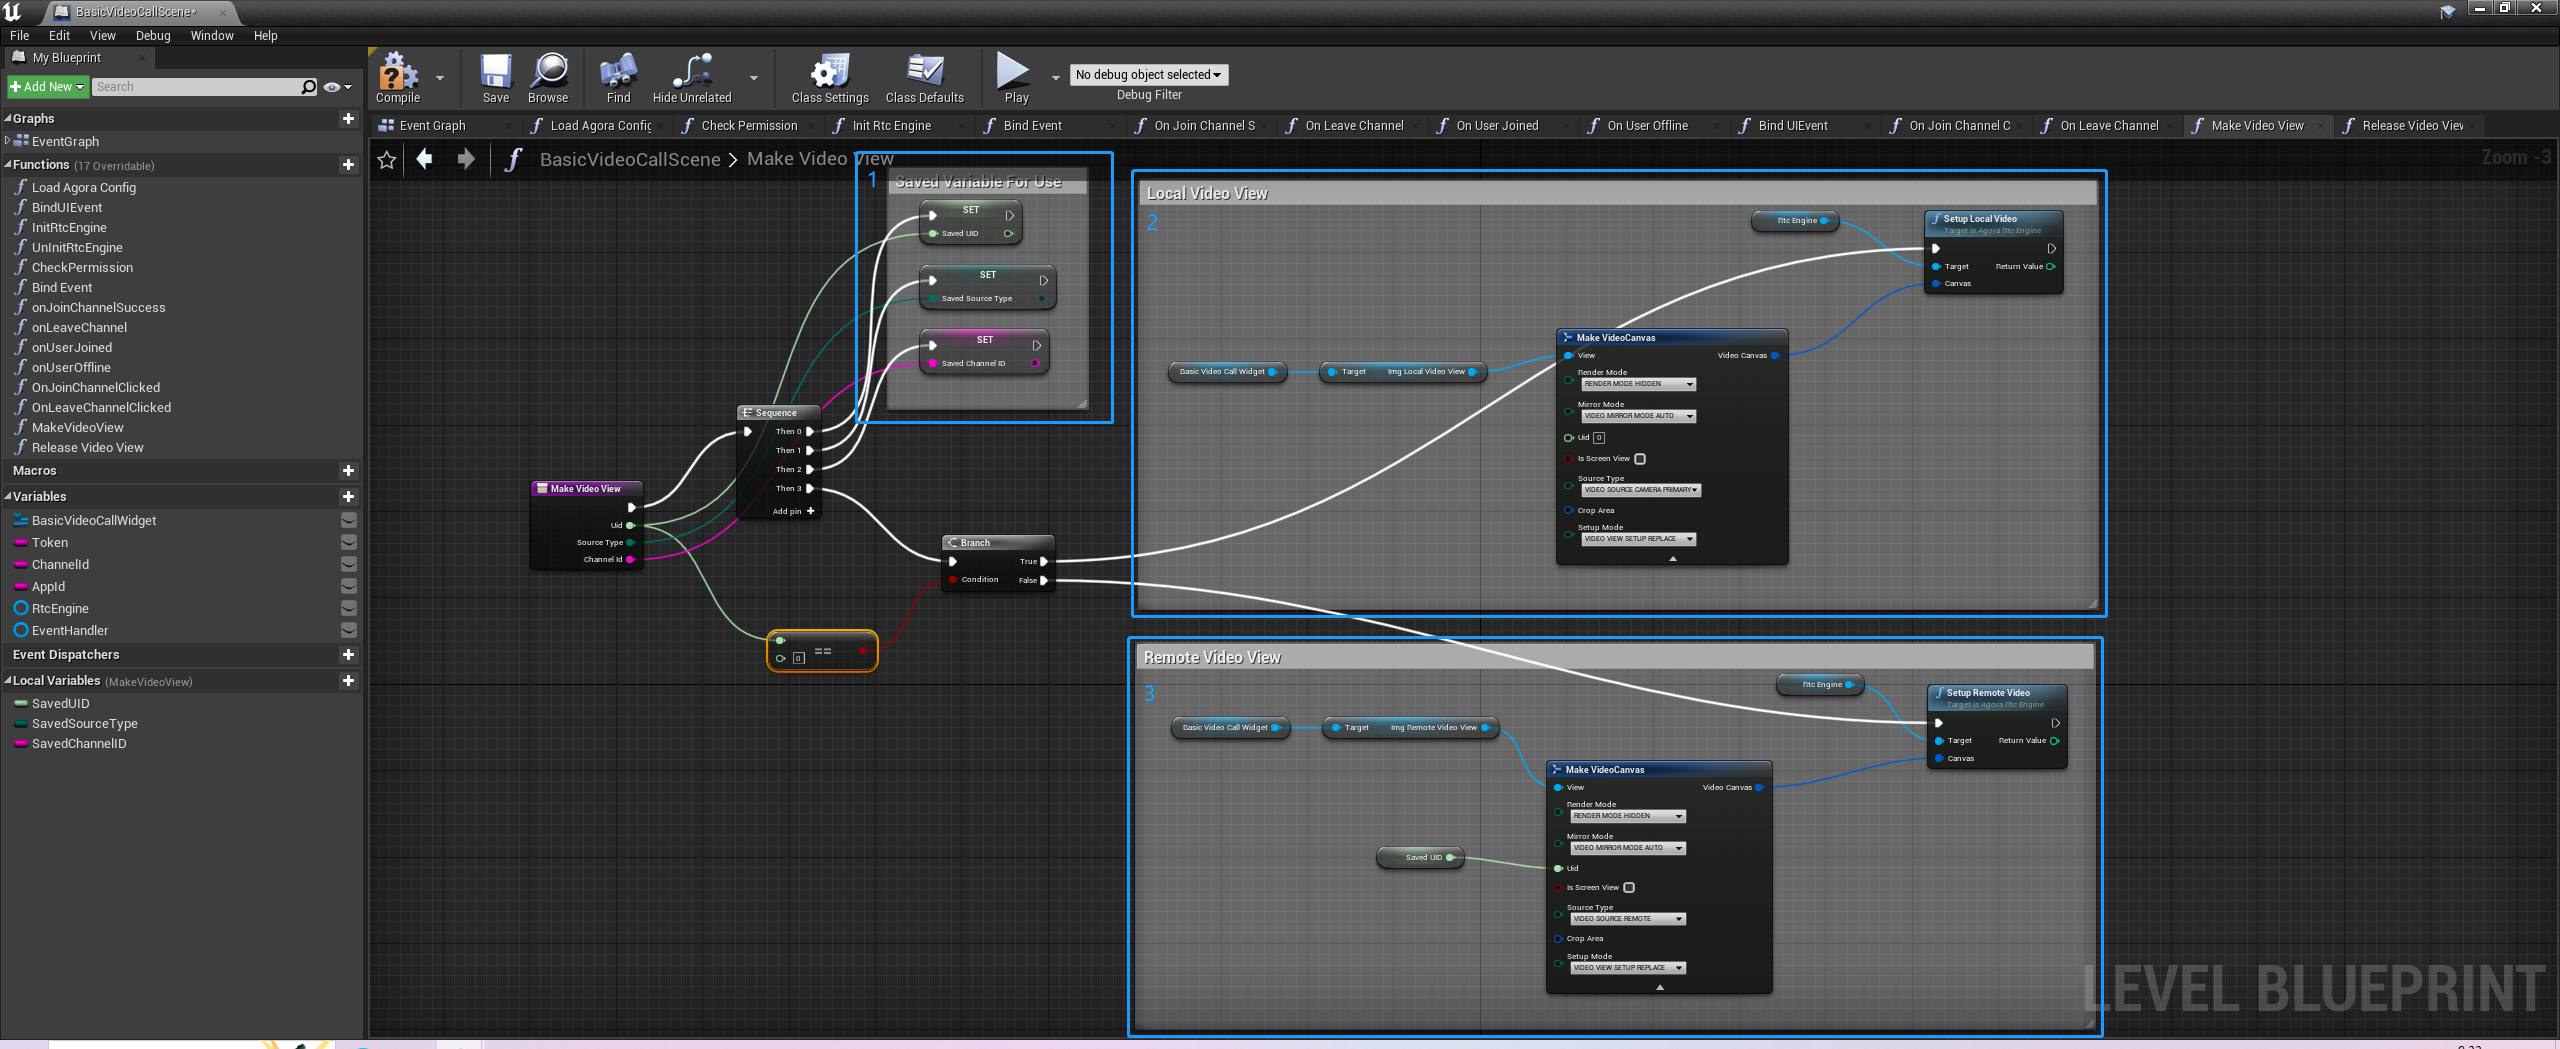 BasicVideoCallScene*
File Edit View Debug Window Help
My Blueprint
Add New
Search
Graphs
EventGraph
Functions (17 Overridable)
Load Agora Config
BindUIEvent
InitRtcEngine
UnInitRtcEngine
CheckPermission
Bind Event
onJoinChannelSuccess
onLeaveChannel
onUserJoined
onUserOffline
OnJoinChannelClicked
OnLeaveChannelClicked
MakeVideoView
Release Video View
Macros
Variables
BasicVideoCallWidget
Token
ChannelId
AppId
RtcEngine
EventHandler
Event Dispatchers
Local Variables (MakeVideoView)
SavedUID
SavedSourceType
SavedChannelID
Compile
Save
Browse
Find
Hide Unrelated
Class Settings
Class Defaults
Play
No debug object selected
Debug Filter
Event Graph
Load Agora Config
Check Permission
Init Rtc Engine
Bind Event
On Join Channel S
On Leave Channel
On User Joined
On User Offline
Bind UIEvent
On Join Channel C
On Leave Channel
Make Video View
Release Video View
BasicVideoCallScene > Make Video View
Zoom -3
1
Saved Variable For Use
SET
Saved UID
SET
Saved Source Type
SET
Saved Channel ID
Sequence
Then 0
Then 1
Then 2
Then 3
Add pin
Make Video View
Uid
Source Type
Channel Id
0
==
Branch
True
Condition False
Local Video View
2
Rtc Engine
Setup Local Video
Target is Agora Rtc Engine
Target Return Value
Canvas
Basic Video Call Widget
Target Img Local Video View
Make VideoCanvas
View Video Canvas
Render Mode
RENDER MODE HIDDEN
Mirror Mode
VIDEO MIRROR MODE AUTO
Uid 0
Is Screen View
Source Type
VIDEO SOURCE CAMERA PRIMARY
Crop Area
Setup Mode
VIDEO VIEW SETUP REPLACE
Remote Video View
3
Rtc Engine
Setup Remote Video
Target is Agora Rtc Engine
Target Return Value
Canvas
Basic Video Call Widget
Target Img Remote Video View
Make VideoCanvas
View Video Canvas
Render Mode
RENDER MODE HIDDEN
Mirror Mode
VIDEO MIRROR MODE AUTO
Saved UID
Uid
Is Screen View
Source Type
VIDEO SOURCE REMOTE
Crop Area
Setup Mode
VIDEO VIEW SETUP REPLACE
LEVEL BLUEPRINT